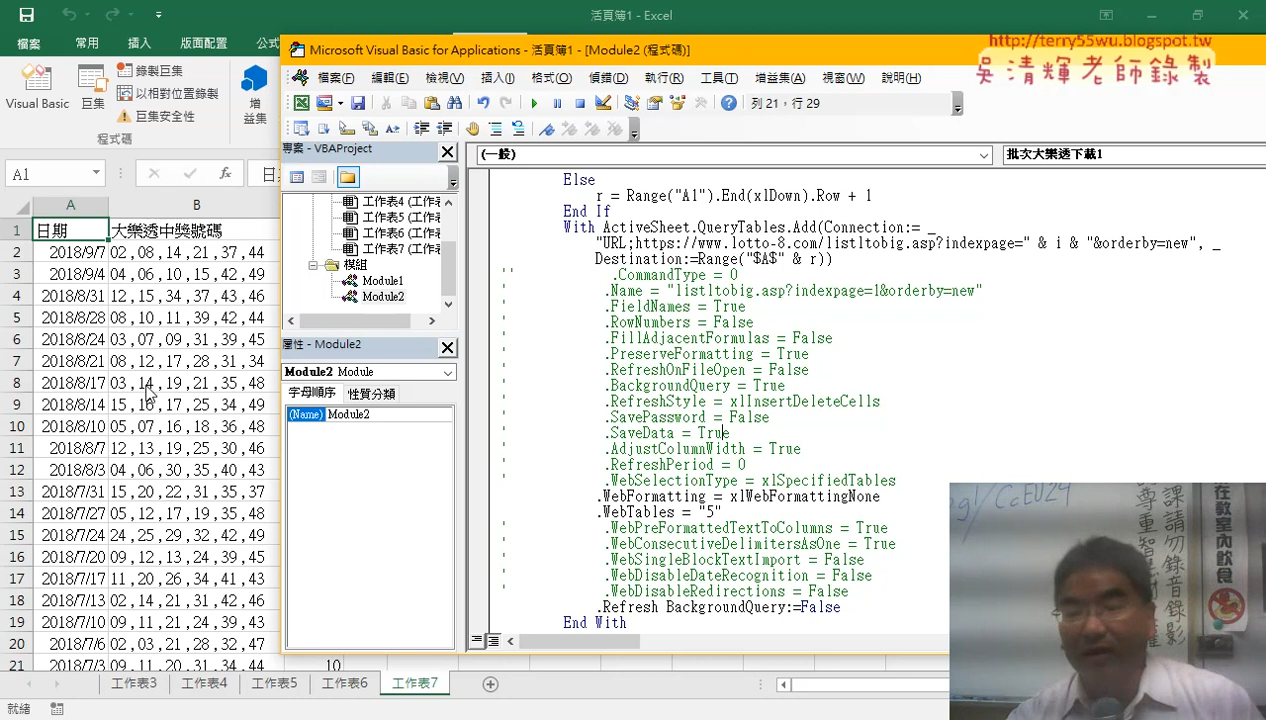 活頁簿1 - Excel
檔案 常用 插入 版面配置 公式
Visual Basic 巨集 錄製巨集 以相對位置錄製 巨集安全性 增益集
程式碼
A1 fx
A B
1 日期 大樂透中獎號碼
2 2018/9/7 02,08,14,21,37,44
3 2018/9/4 04,06,10,15,42,49
4 2018/8/31 12,15,34,37,43,49
5 2018/8/28 08,10,11,39,42,44
6 2018/8/24 03,07,09,31,39,45
7 2018/8/21 08,12,17,28,31,34
8 2018/8/17 03,14,19,21,35,48
9 2018/8/14 15,16,17,25,34,49
10 2018/8/10 05,07,16,18,36,48
11 2018/8/7 12,13,19,25,30,46
12 2018/8/3 04,06,30,35,40,43
13 2018/7/31 15,20,22,31,35,37
14 2018/7/27 05,12,17,19,35,48
15 2018/7/24 24,25,29,32,42,49
16 2018/7/20 09,12,13,24,39,45
17 2018/7/17 11,20,26,34,41,43
18 2018/7/13 02,14,21,31,42,46
19 2018/7/10 09,11,21,24,39,43
20 2018/7/6 02,03,21,28,32,47
21 2018/7/3 09,11,20,31,34,44 10
工作表3 工作表4 工作表5 工作表6 工作表7
就緒
Microsoft Visual Basic for Applications - 活頁簿1 - [Module2 (程式碼)]
http://terry55wu.blogspot.tw
吳清輝老師錄製
檔案(F) 編輯(E) 檢視(V) 插入(I) 格式(O) 偵錯(D) 執行(R) 工具(T) 增益集(A) 視窗(W) 說明(H)
列 21，行 29
專案 - VBAProject
工作表4 (工作
工作表5 (工作
工作表6 (工作
工作表7 (工作
模組
Module1
Module2
屬性 - Module2
Module2 Module
字母順序 性質分類
(Name) Module2
(一般) 批次大樂透下載1
Else
r = Range("A1").End(xlDown).Row + 1
End If
With ActiveSheet.QueryTables.Add(Connection:= _
"URL;https://www.lotto-8.com/listltobig.asp?indexpage=" & i & "&orderby=new", _
Destination:=Range("$A$" & r))
' ' .CommandType = 0
' .Name = "listltobig.asp?indexpage=1&orderby=new"
' .FieldNames = True
' .RowNumbers = False
' .FillAdjacentFormulas = False
' .PreserveFormatting = True
' .RefreshOnFileOpen = False
' .BackgroundQuery = True
' .RefreshStyle = xlInsertDeleteCells
' .SavePassword = False
' .SaveData = True
' .AdjustColumnWidth = True
' .RefreshPeriod = 0
' .WebSelectionType = xlSpecifiedTables
.WebFormatting = xlWebFormattingNone
.WebTables = "5"
' .WebPreFormattedTextToColumns = True
' .WebConsecutiveDelimitersAsOne = True
' .WebSingleBlockTextImport = False
' .WebDisableDateRecognition = False
' .WebDisableRedirections = False
.Refresh BackgroundQuery:=False
End With
課請勿錄音錄影
尊重智
在教室內飲食